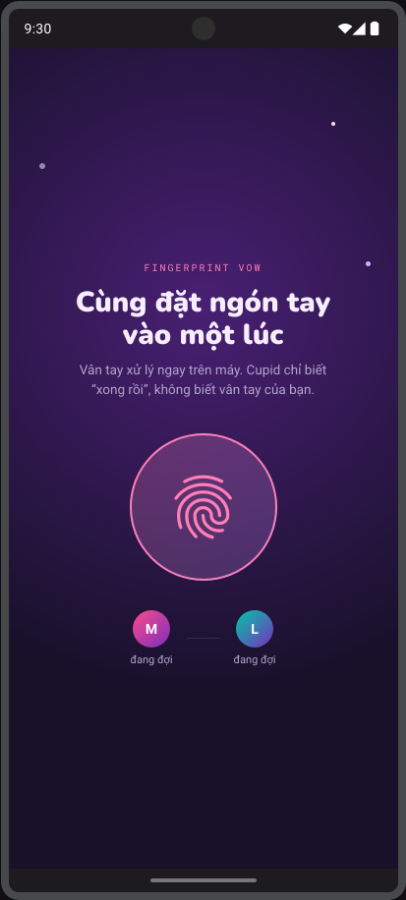 9:30
FINGERPRINT VOW
Cùng đặt ngón tay
vào một lúc
Vân tay xử lý ngay trên máy. Cupid chỉ biết
“xong rồi”, không biết vân tay của bạn.
M L
đang đợi đang đợi